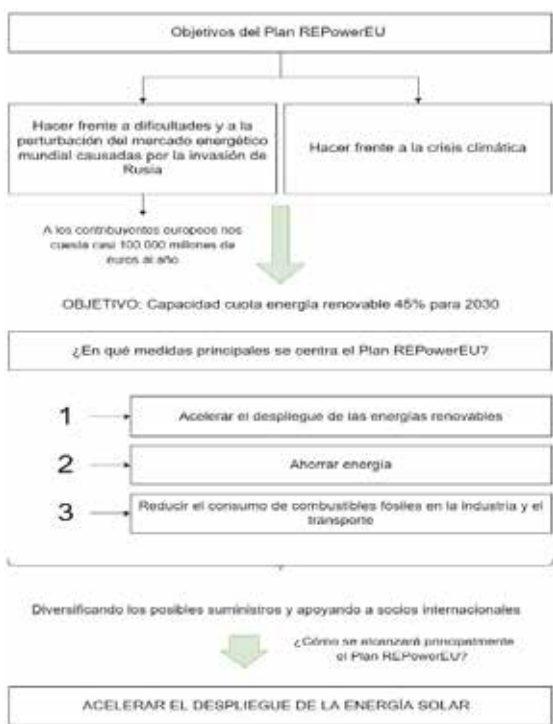 Objetivos del Plan REPowerEU
Hacer frente a dificultades y a la
perturbación del mercado energético
mundial causadas por la invasión de
Rusia
Hacer frente a la crisis climática
A los contribuyentes europeos nos
cuesta casi 100.000 millones de
euros al año
OBJETIVO: Capacidad cuota energía renovable 45% para 2030
¿En qué medidas principales se centra el Plan REPowerEU?
1
Acelerar el despliegue de las energías renovables
2
Ahorrar energía
3
Reducir el consumo de combustibles fósiles en la industria y el
transporte
Diversificando los posibles suministros y apoyando a socios internacionales
¿Cómo se alcanzará principalmente
el Plan REPowerEU?
ACELERAR EL DESPLIEGUE DE LA ENERGÍA SOLAR